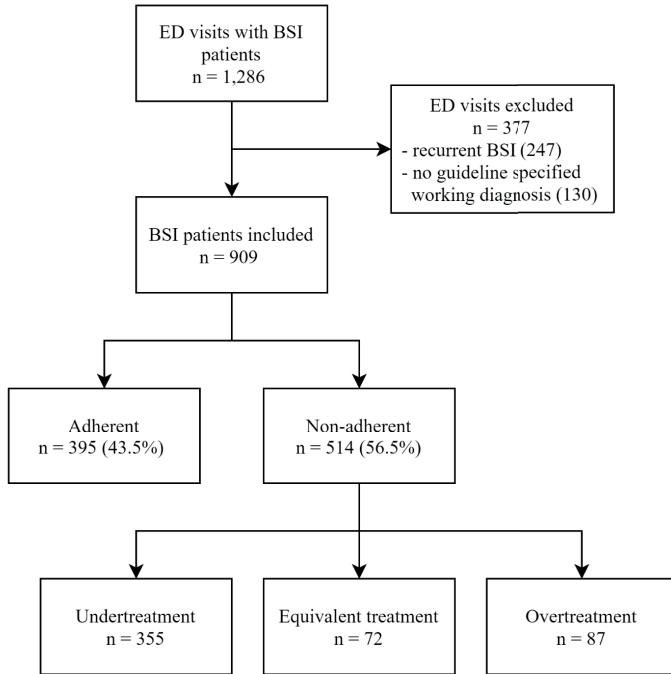 ED visits with BSI
patients
n = 1,286
ED visits excluded
n = 377
- recurrent BSI (247)
- no guideline specified
working diagnosis (130)
BSI patients included
n = 909
Adherent
n = 395 (43.5%)
Non-adherent
n = 514 (56.5%)
Undertreatment
n = 355
Equivalent treatment
n = 72
Overtreatment
n = 87